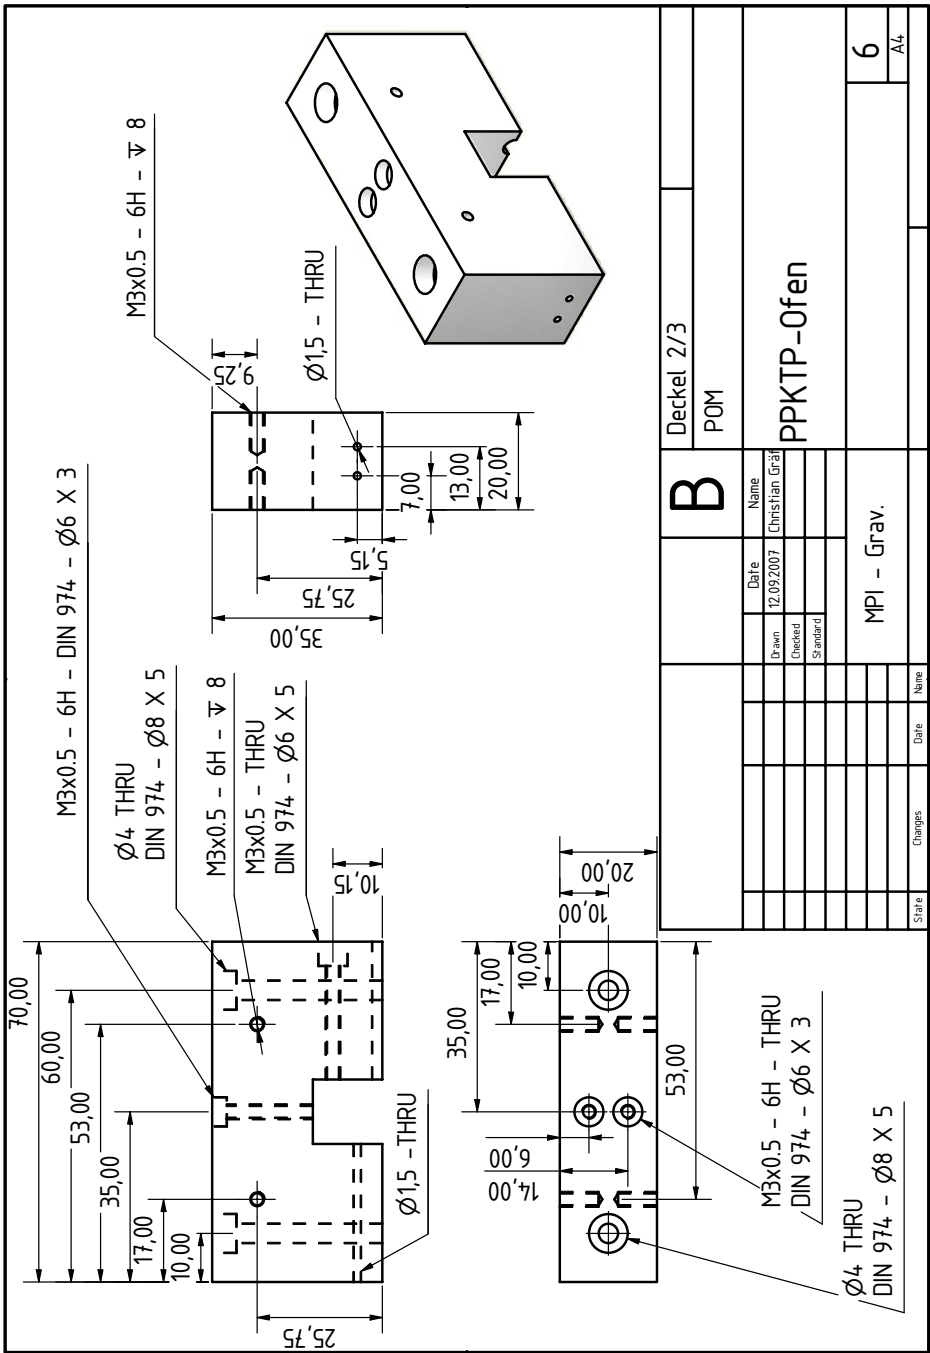 M3x0.5 - 6H - DIN 974 - Ø6 X 3
Ø4 THRU
DIN 974 - Ø8 X 5
M3x0.5 - 6H - ↧ 8
M3x0.5 - THRU
DIN 974 - Ø6 X 5
70,00
60,00
53,00
35,00
17,00
10,00
25,75
10,15
Ø1,5 - THRU
M3x0.5 - 6H - ↧ 8
9,25
Ø1,5 - THRU
7,00
13,00
20,00
5,15
25,75
35,00
35,00
17,00
10,00
10,00
20,00
6,00
14,00
53,00
M3x0.5 - 6H - THRU
DIN 974 - Ø6 X 3
Ø4 THRU
DIN 974 - Ø8 X 5
B
Deckel 2/3
POM
Date
Name
Drawn
12.09.2007
Christian Gräf
Checked
Standard
PPKTP-Ofen
MPI - Grav.
6
A4
State
Changes
Date
Name